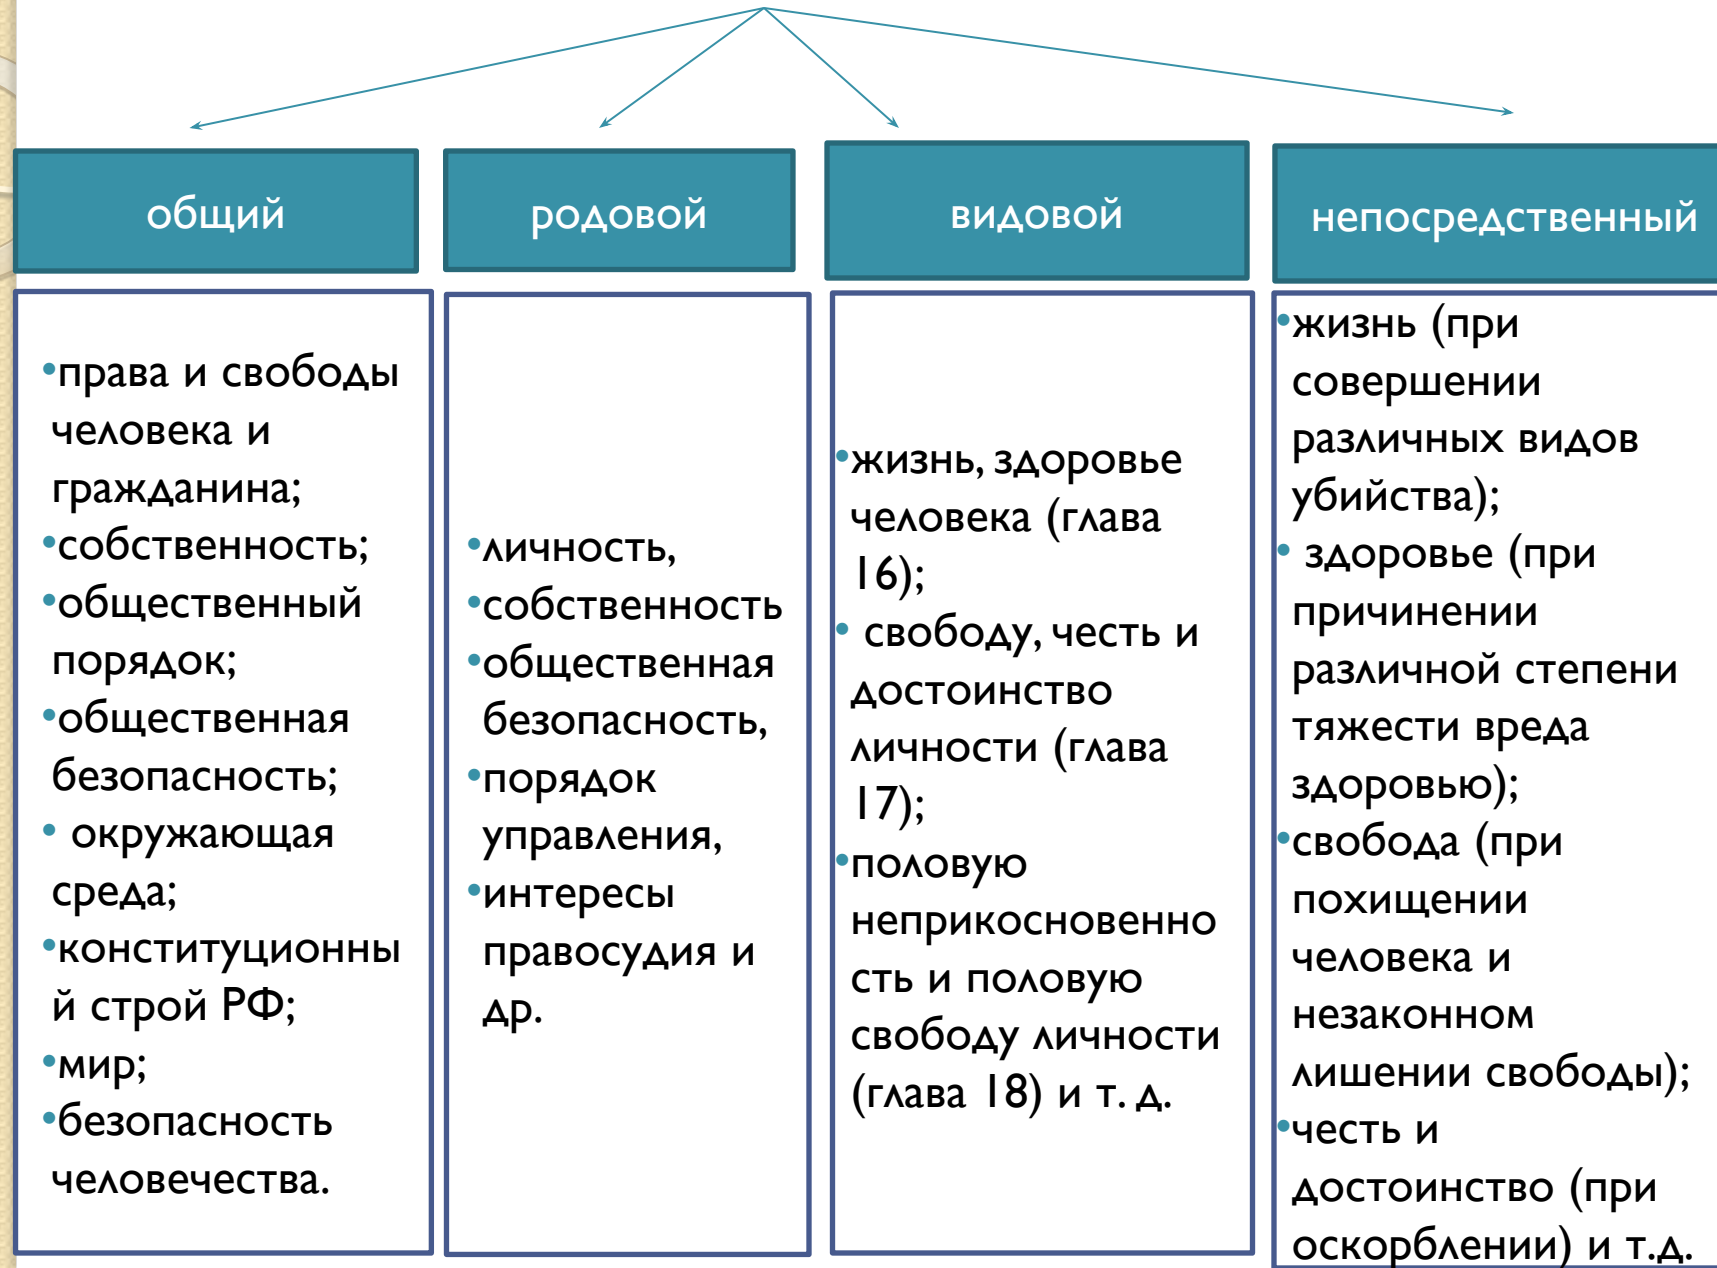 общий
•права и свободы
человека и
гражданина;
•собственность;
•общественный
порядок;
•общественная
безопасность;
• окружающая
среда;
•конституционны
й строй РФ;
•мир;
•безопасность
человечества.
родовой
•личность,
•собственность
•общественная
безопасность,
•порядок
управления,
•интересы
правосудия и
др.
видовой
•жизнь, здоровье
человека (глава
16);
• свободу, честь и
достоинство
личности (глава
17);
•половую
неприкосновенно
сть и половую
свободу личности
(глава 18) и т. д.
непосредственный
•жизнь (при
совершении
различных видов
убийства);
• здоровье (при
причинении
различной степени
тяжести вреда
здоровью);
•свобода (при
похищении
человека и
незаконном
лишении свободы);
•честь и
достоинство (при
оскорблении) и т.д.